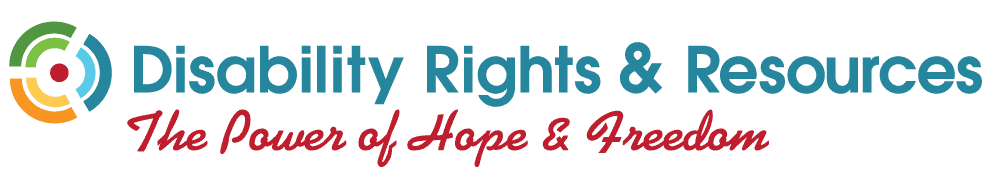 Disability Rights & Resources
The Power of Hope & Freedom